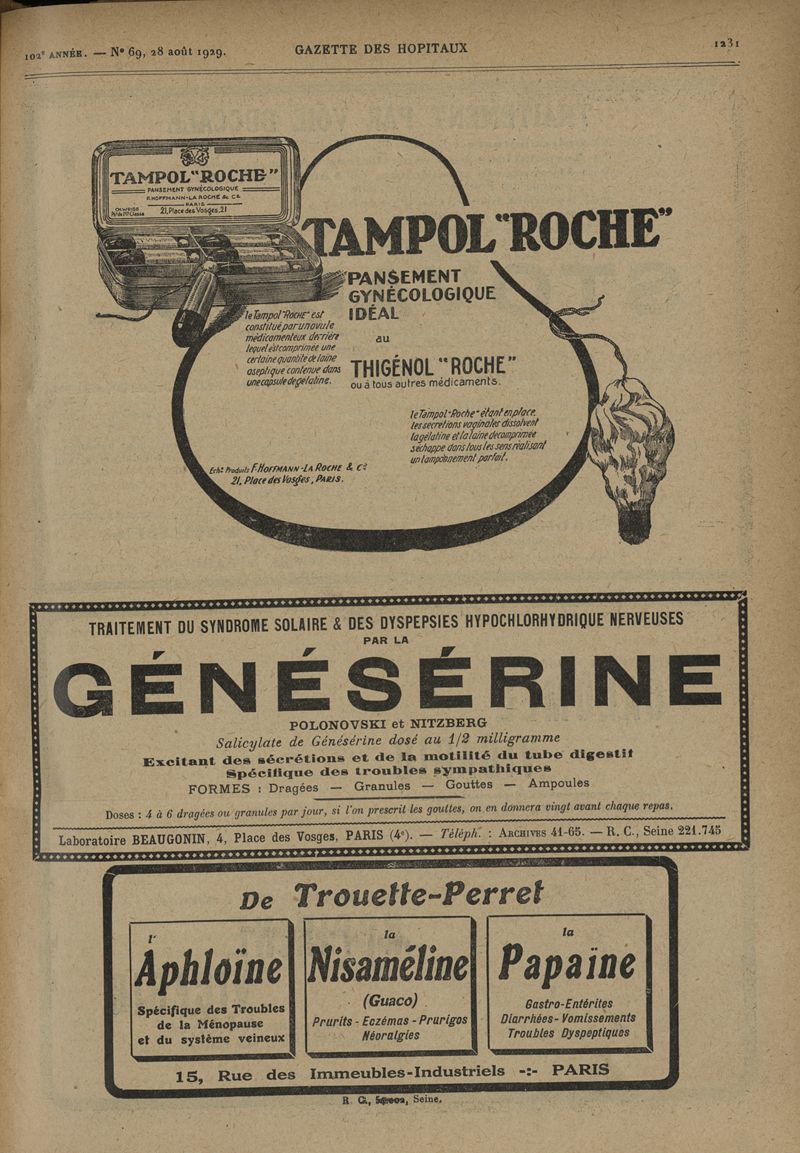 102e ANNÉE. — N° 69, 28 août 1929.
GAZETTE DES HOPITAUX
1231
TAMPOL "ROCHE"
PANSEMENT GYNÉCOLOGIQUE
F. HOFFMANN-LA ROCHE & Cº
PARIS
21, Place des Vosges, 21
TAMPOL "ROCHE"
PANSEMENT
GYNÉCOLOGIQUE
IDÉAL
au
THIGÉNOL "ROCHE"
ou à tous autres médicaments.
le Tampol "Roche" est
constitué par un ovule
médicamenteux derrière
lequel est comprimée une
certaine quantité de laine
aseptique contenue dans
une capsule de gélatine.
le Tampol "Roche" étant en place,
les secrétions vaginales dissolvent
la gélatine et la laine décomprimée
s'échappe dans tous les sens réalisant
un tamponnement parfait.
Echns Produits F. HOFFMANN-LA ROCHE & Cº
21, Place des Vosges, PARIS.
TRAITEMENT DU SYNDROME SOLAIRE & DES DYSPEPSIES HYPOCHLORHYDRIQUE NERVEUSES
PAR LA
GÉNÉSÉRINE
POLONOVSKI et NITZBERG
Salicylate de Génésérine dosé au 1/2 milligramme
Excitant des sécrétions et de la motilité du tube digestif
Spécifique des troubles sympathiques
FORMES : Dragées — Granules — Gouttes — Ampoules
Doses : 4 à 6 dragées ou granules par jour, si l'on prescrit les gouttes, on en donnera vingt avant chaque repas.
Laboratoire BEAUGONIN, 4, Place des Vosges, PARIS (4e). — Téléph. : ARCHIVES 41-65. — R. C., Seine 221.745
De Trouette-Perret
l'
Aphloïne
Spécifique des Troubles
de la Ménopause
et du système veineux
la
Nisaméline
(Guaco)
Prurits - Eczémas - Prurigos
Néoralgies
la
Papaïne
Gastro-Entérites
Diarrhées - Vomissements
Troubles Dyspeptiques
15, Rue des Immeubles-Industriels -:- PARIS
R. C., Seine.